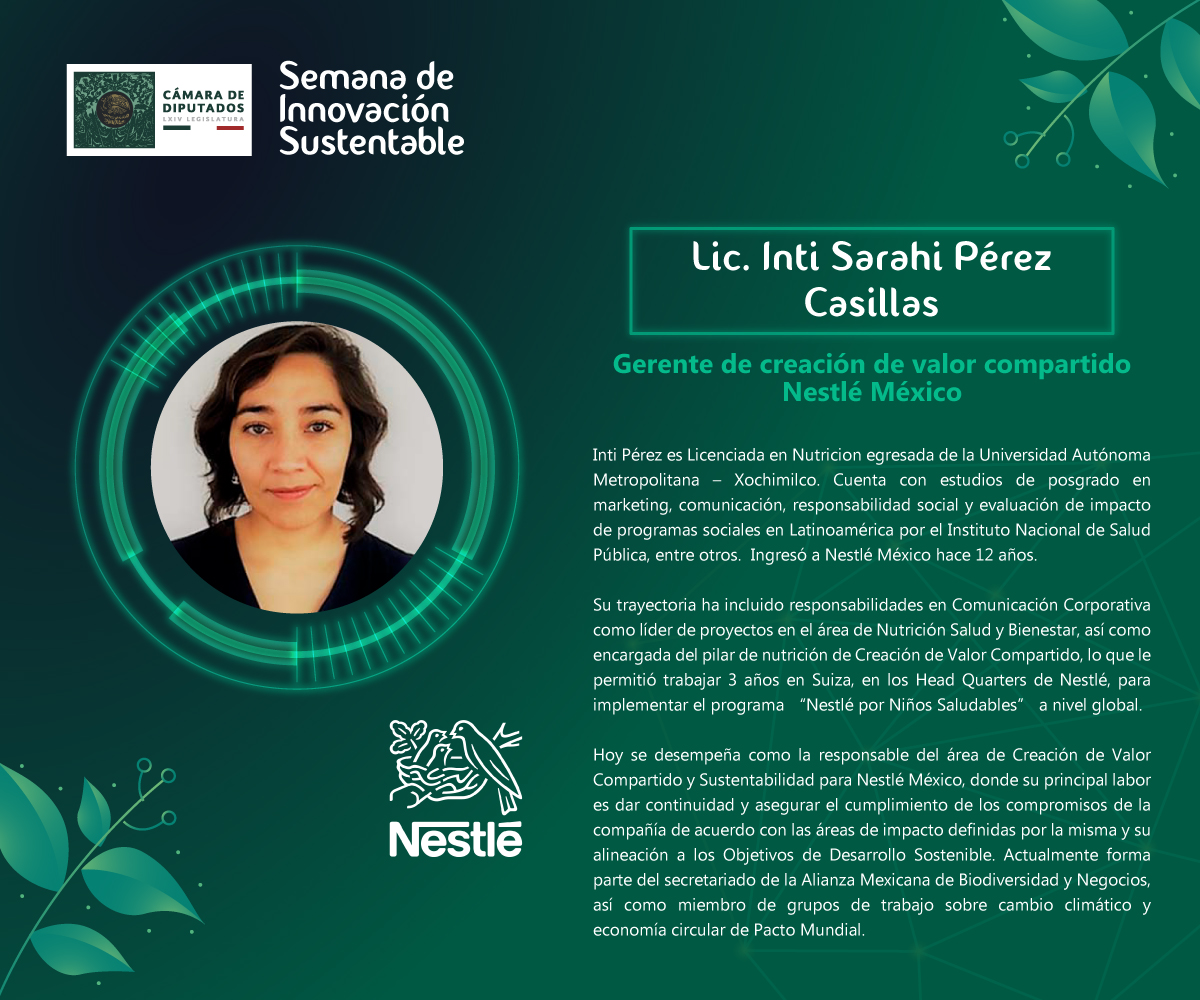 CÁMARA DE
DIPUTADOS
LXIV LEGISLATURA
Semana de
Innovación
Sustentable
Lic. Inti Sarahi Pérez
Casillas
Gerente de creación de valor compartido
Nestlé México
Inti Pérez es Licenciada en Nutricion egresada de la Universidad Autónoma
Metropolitana – Xochimilco. Cuenta con estudios de posgrado en
marketing, comunicación, responsabilidad social y evaluación de impacto
de programas sociales en Latinoamérica por el Instituto Nacional de Salud
Pública, entre otros. Ingresó a Nestlé México hace 12 años.
Su trayectoria ha incluido responsabilidades en Comunicación Corporativa
como líder de proyectos en el área de Nutrición Salud y Bienestar, así como
encargada del pilar de nutrición de Creación de Valor Compartido, lo que le
permitió trabajar 3 años en Suiza, en los Head Quarters de Nestlé, para
implementar el programa “Nestlé por Niños Saludables” a nivel global.
Hoy se desempeña como la responsable del área de Creación de Valor
Compartido y Sustentabilidad para Nestlé México, donde su principal labor
es dar continuidad y asegurar el cumplimiento de los compromisos de la
compañía de acuerdo con las áreas de impacto definidas por la misma y su
alineación a los Objetivos de Desarrollo Sostenible. Actualmente forma
parte del secretariado de la Alianza Mexicana de Biodiversidad y Negocios,
así como miembro de grupos de trabajo sobre cambio climático y
economía circular de Pacto Mundial.
Nestlé